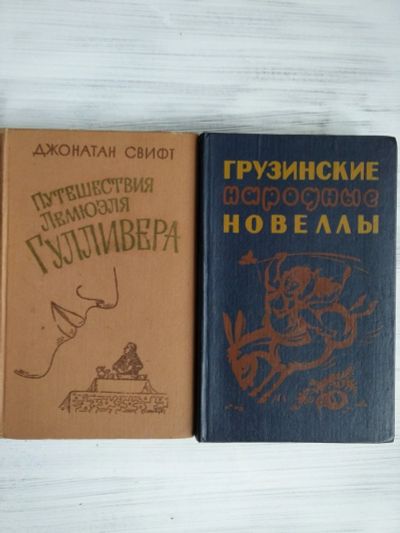 ДЖОНАТАН СВИФТ
ПУТЕШЕСТВИЯ
ЛЕМЮЭЛЯ
ГУЛЛИВЕРА
ГРУЗИНСКИЕ
НАРОДНЫЕ
НОВЕЛЛЫ